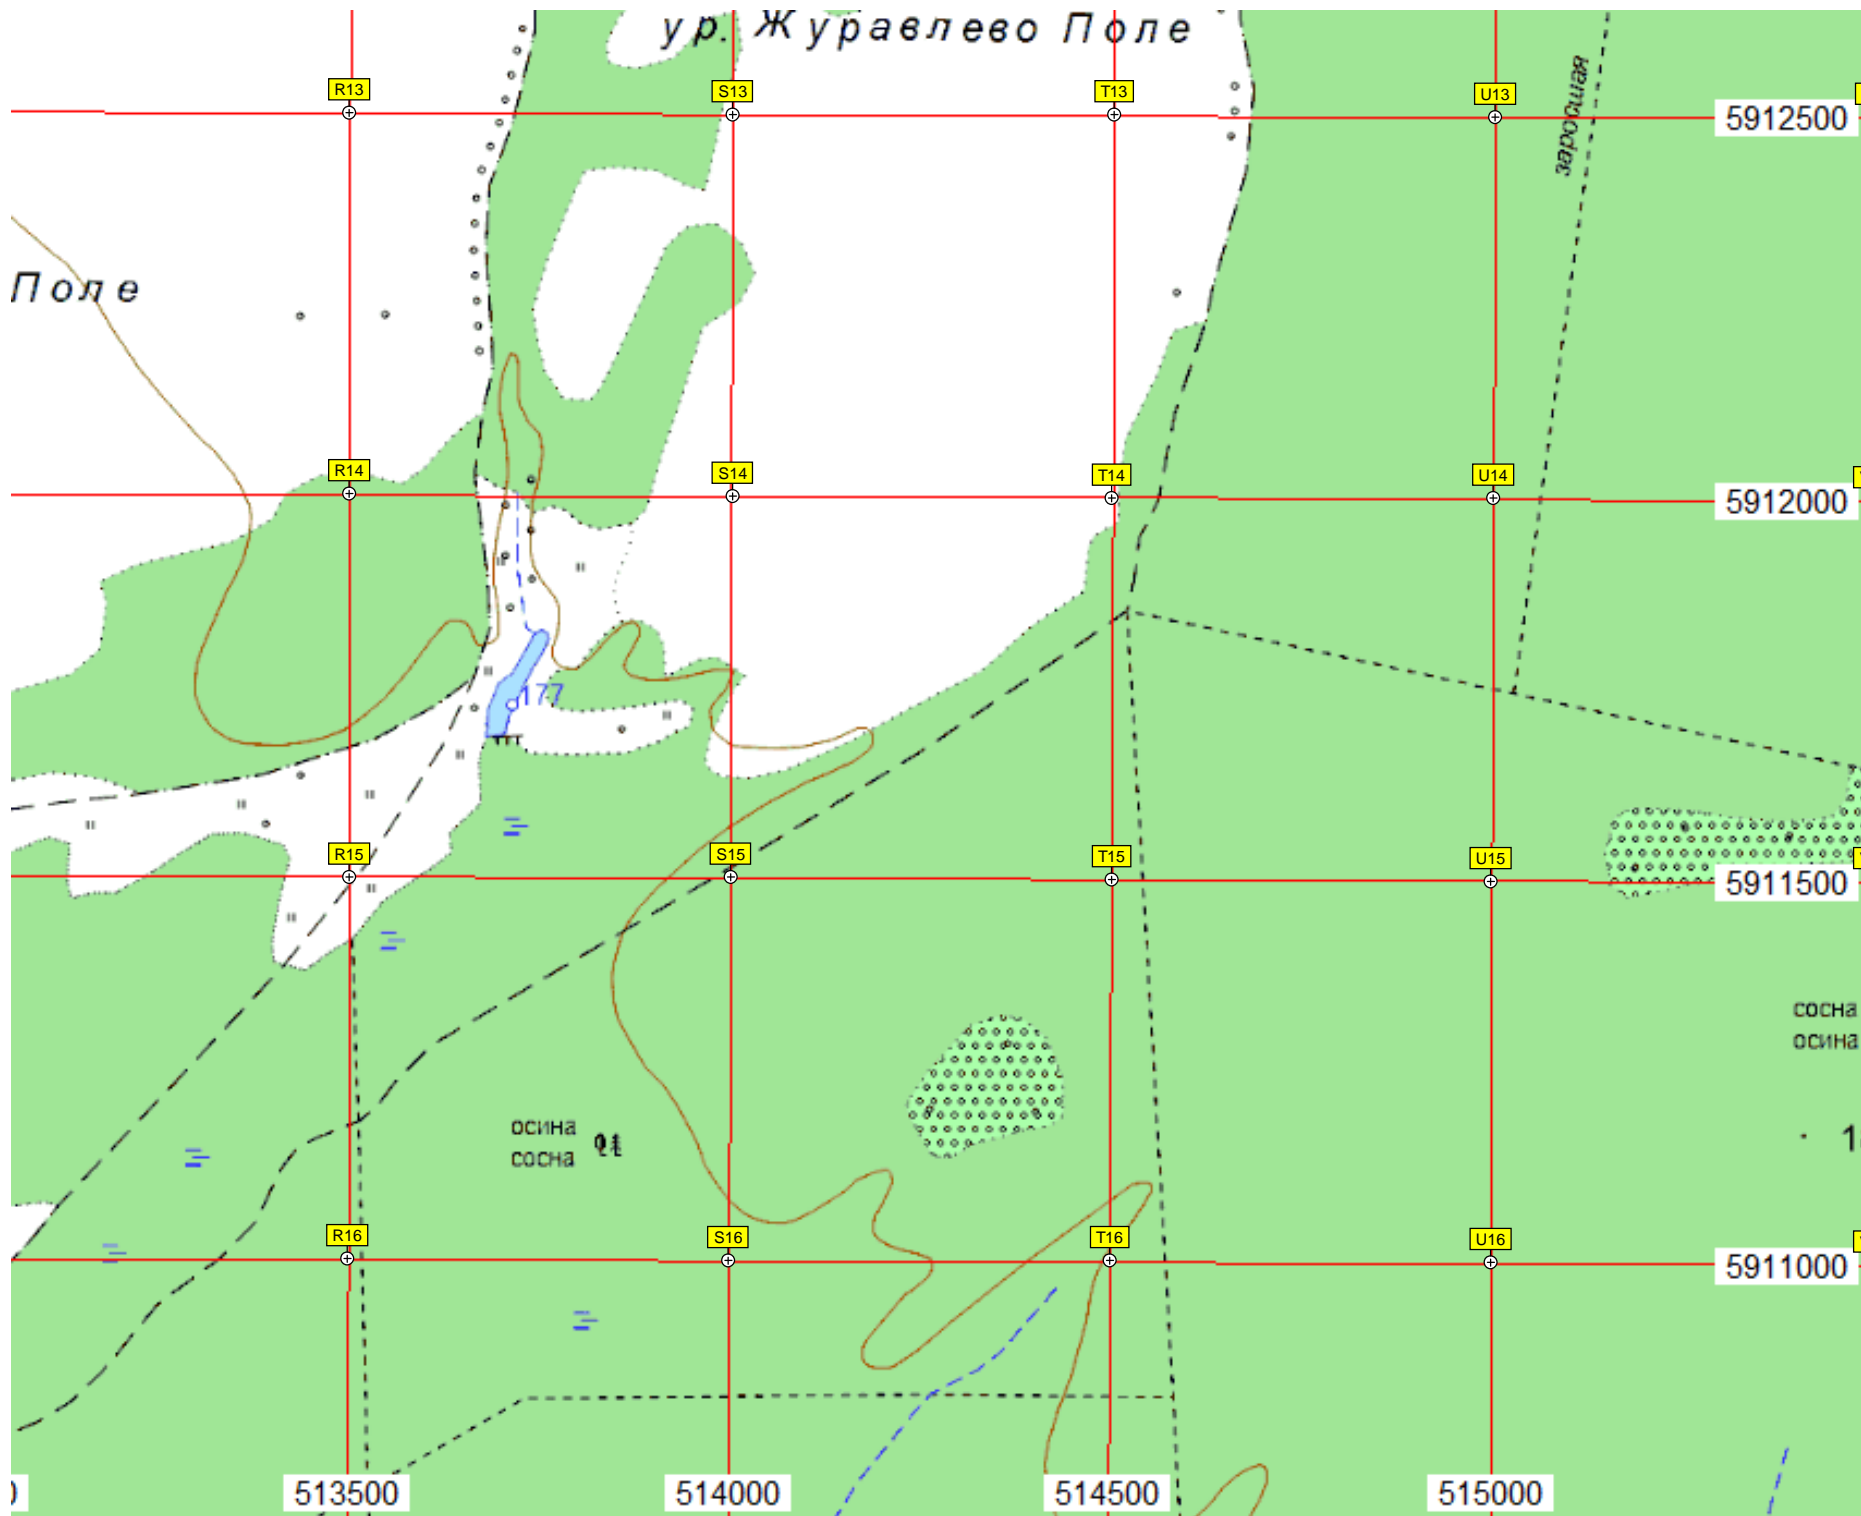 ур. Журавлево Поле
R13
S13
T13
U13
5912500
заросшая
Поле
R14
S14
T14
U14
5912000
177
R15
S15
T15
U15
5911500
сосна
осина
осина
сосна
1
R16
S16
T16
U16
5911000
513500
514000
514500
515000